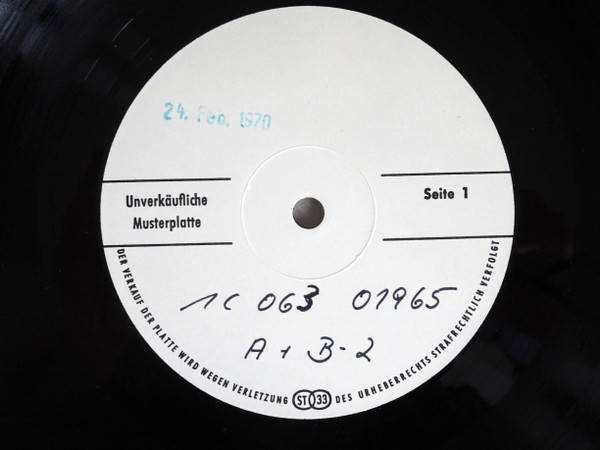 24. Feb. 1970
Unverkäufliche
Musterplatte
Seite 1
1C 063 01965
A + B-2
DER VERKAUF DER PLATTE WIRD WEGEN VERLETZUNG ST 33 DES URHEBERRECHTS STRAFRECHTLICH VERFOLGT